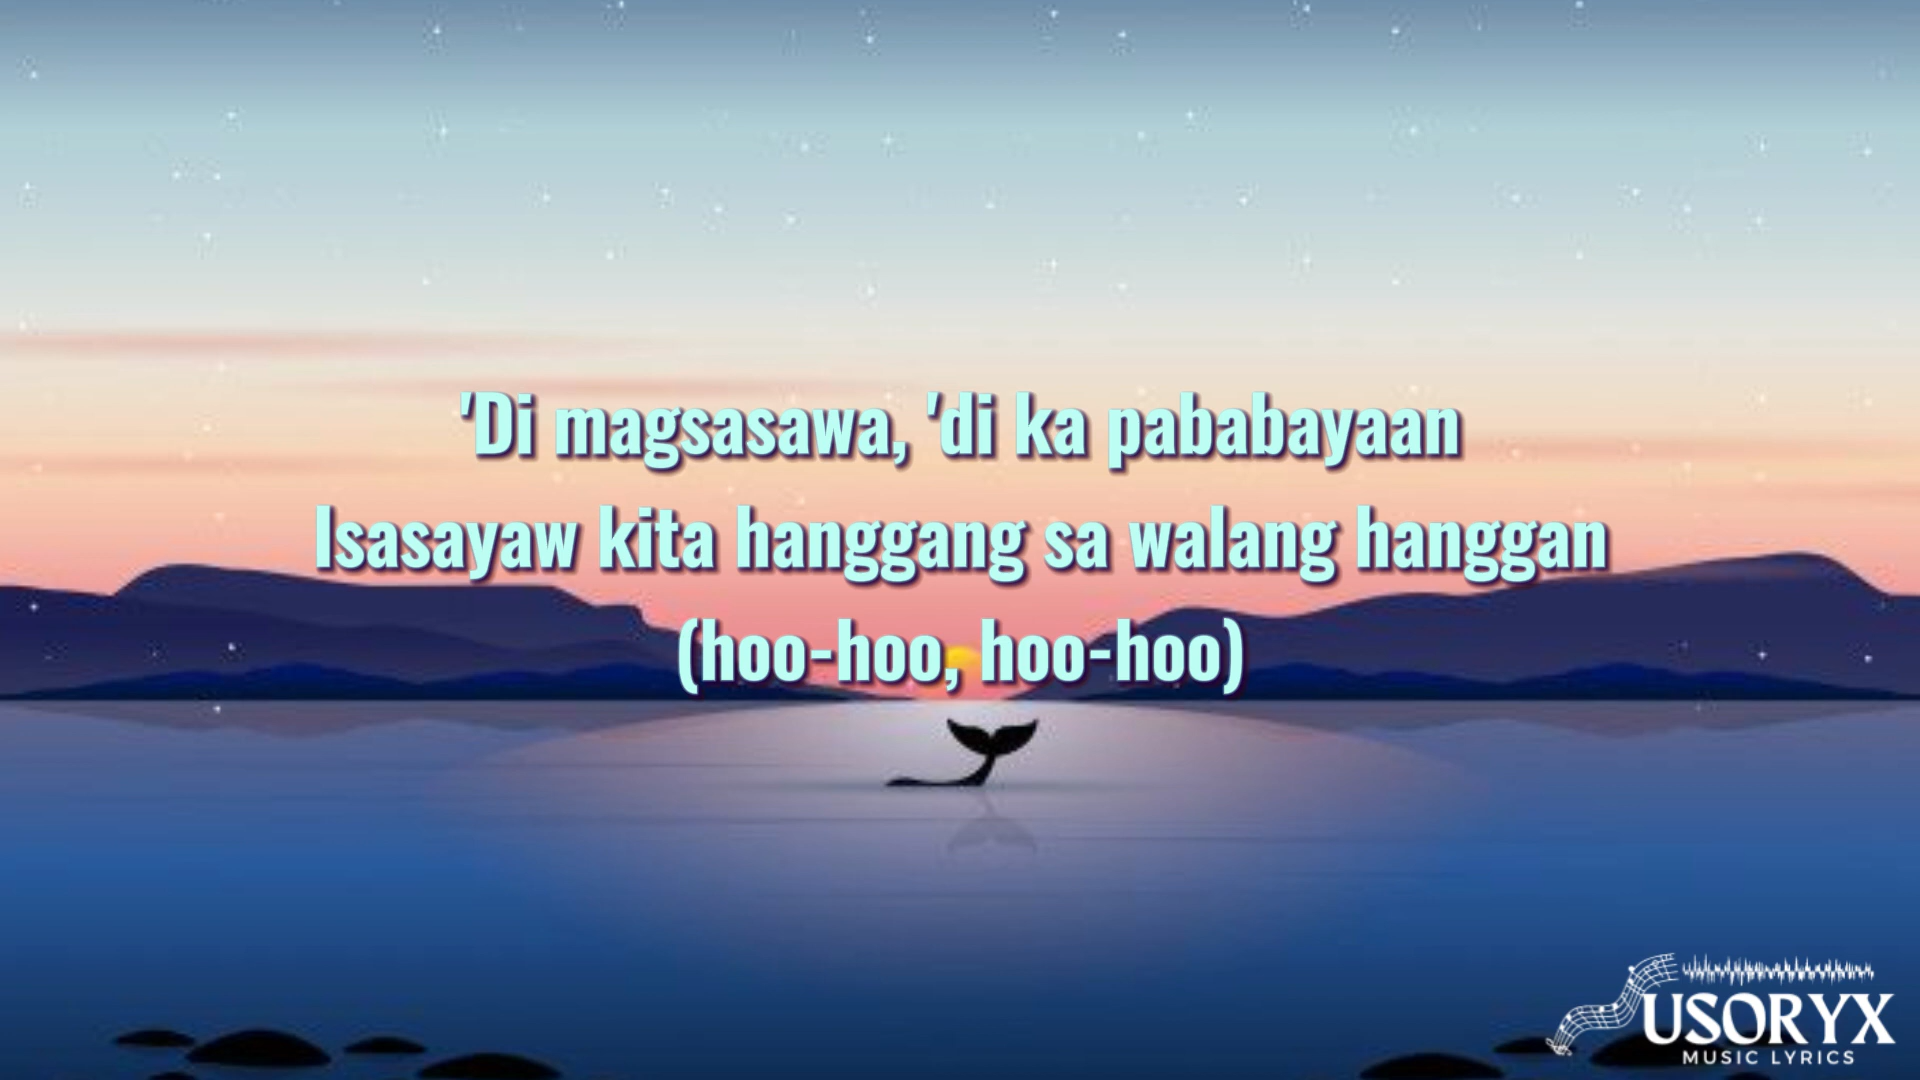 'Di magsasawa, 'di ka pababayaan
Isasayaw kita hanggang sa walang hanggan
(hoo-hoo, hoo-hoo)
USORYX
MUSIC LYRICS